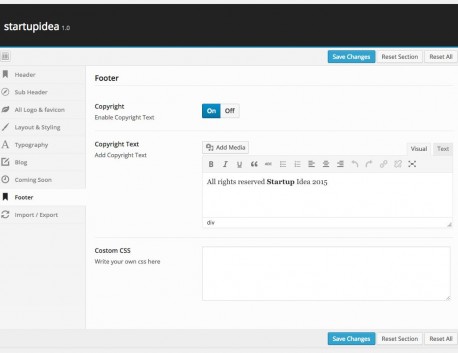 startupidea 1.0
Save Changes Reset Section Reset All
Header
Sub Header
All Logo & favicon
Layout & Styling
Typography
Blog
Coming Soon
Footer
Import / Export
Footer
Copyright
Enable Copyright Text
On Off
Copyright Text
Add Copyright Text
Add Media
Visual Text
B I U
All rights reserved Startup Idea 2015
div
Costom CSS
Write your own css here
Save Changes Reset Section Reset All